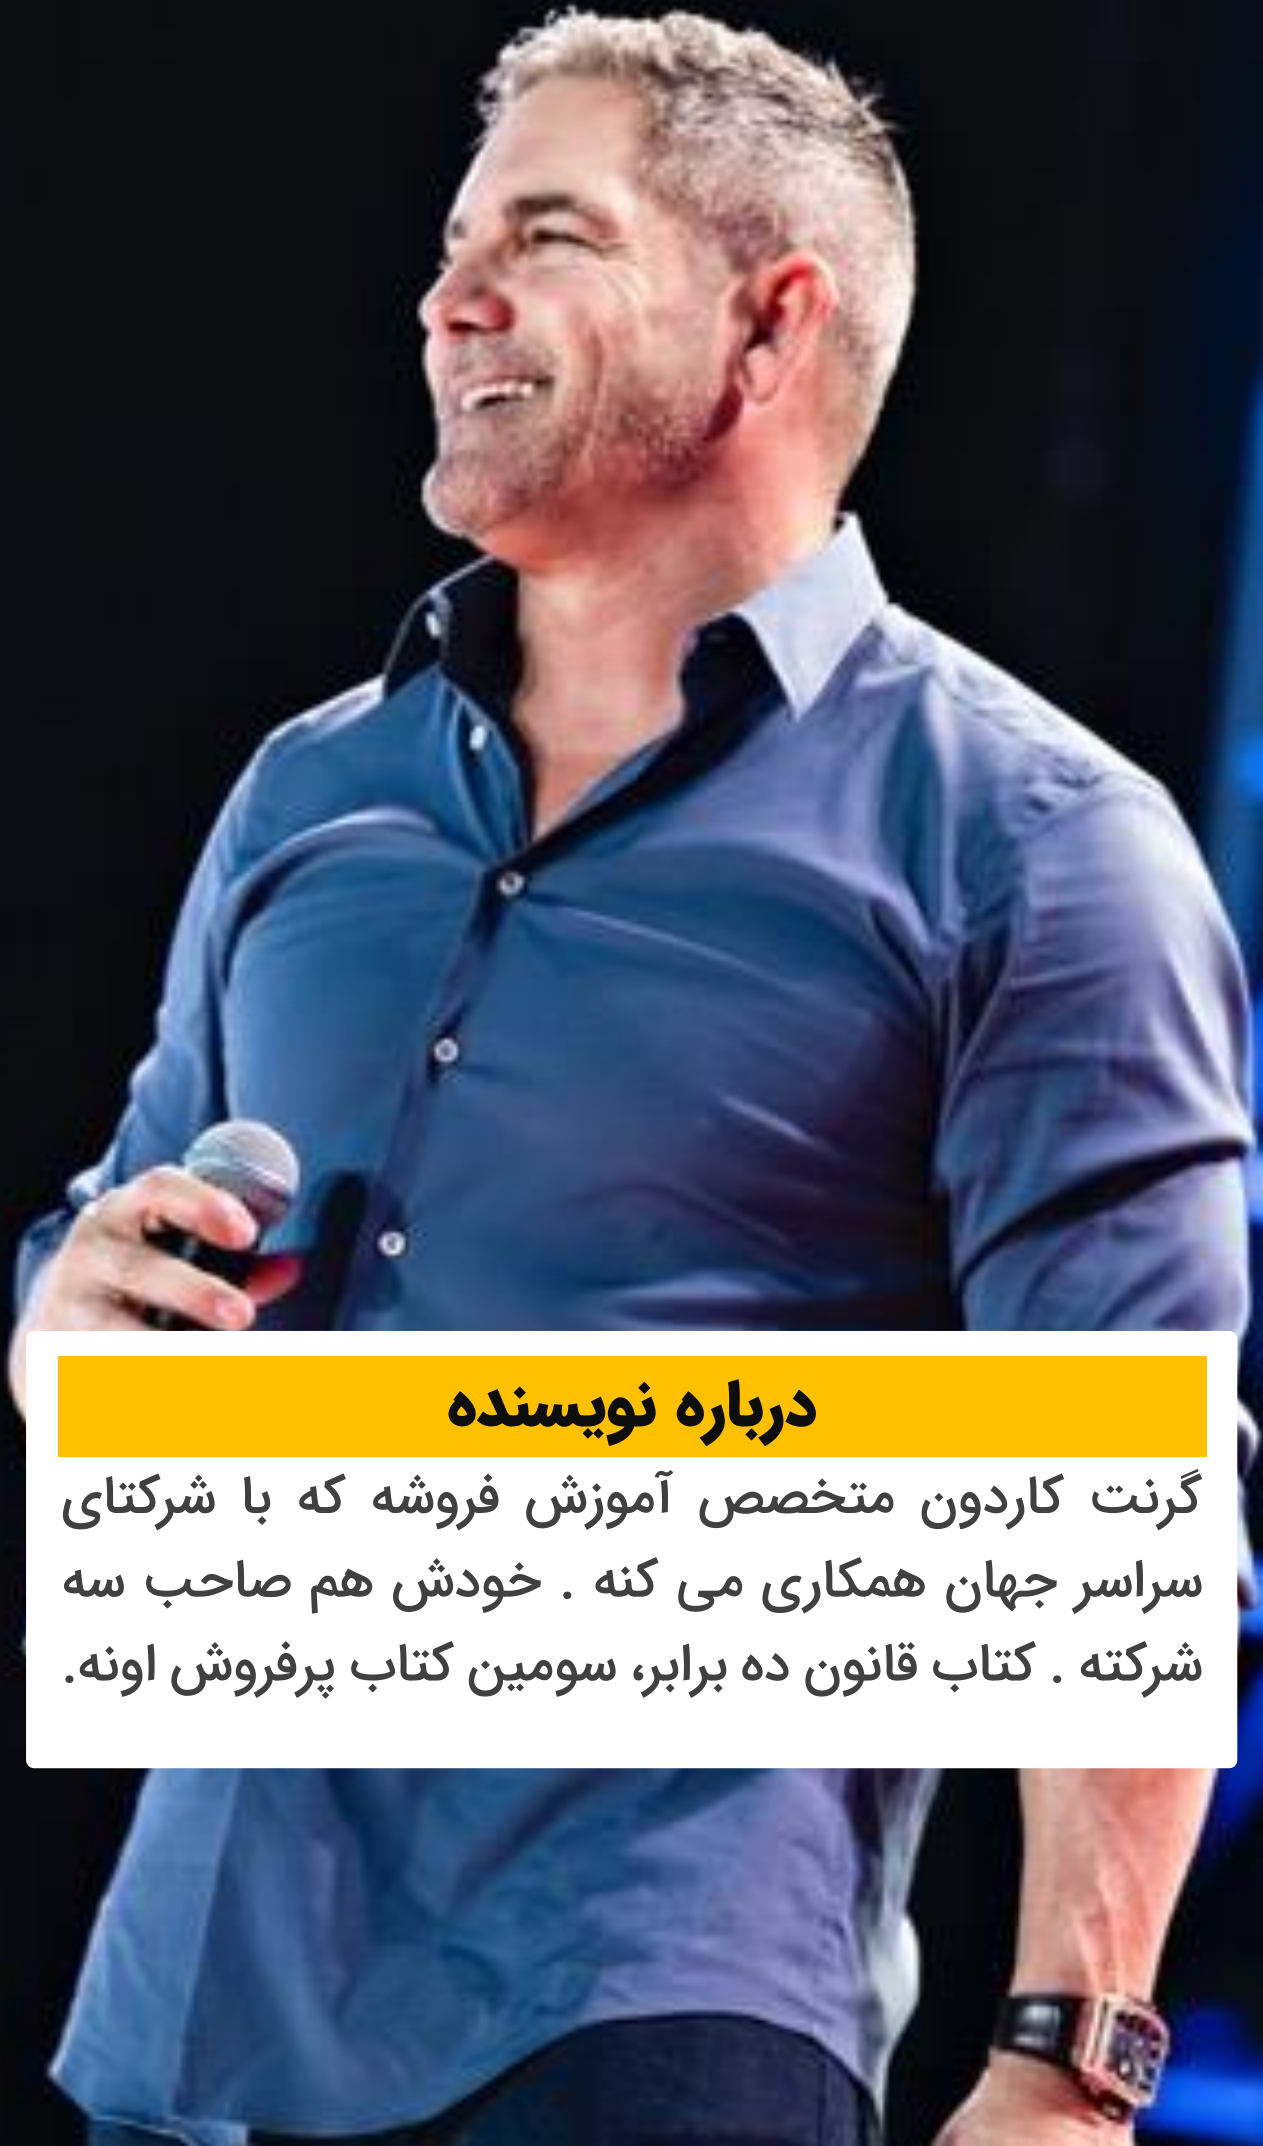 درباره نویسنده
گرنت کاردون متخصص آموزش فروشه که با شرکتای
سراسر جهان همکاری می کنه . خودش هم صاحب سه
شرکته . کتاب قانون ده برابر، سومین کتاب پرفروش اونه.